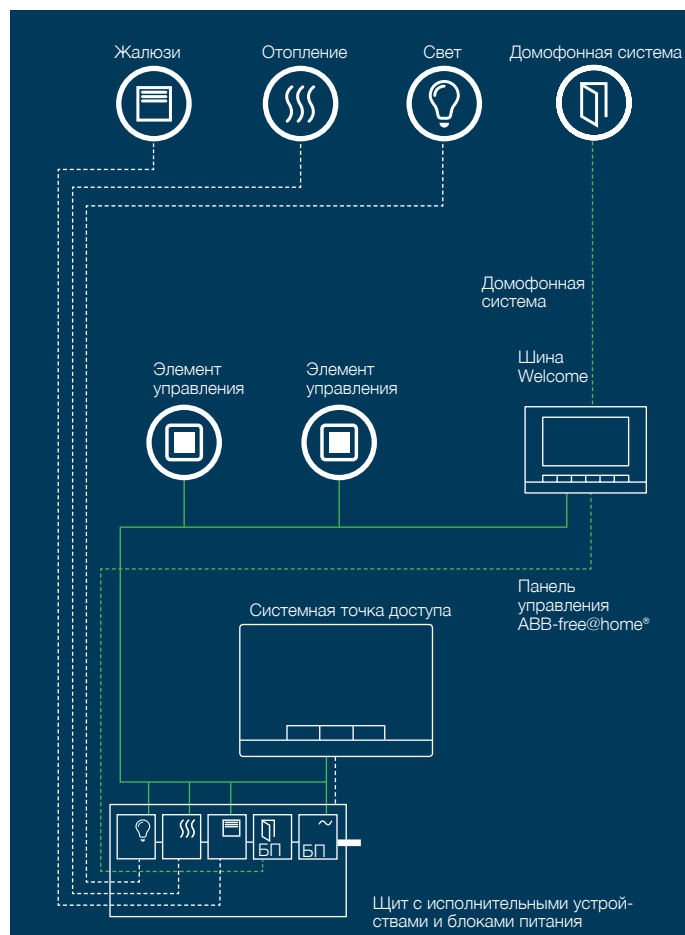 Жалюзи
Отопление
Свет
Домофонная система
Домофонная
система
Шина
Welcome
Элемент
управления
Элемент
управления
Панель
управления
ABB-free@home®
Системная точка доступа
БП
БП
Щит с исполнительными устрой-
ствами и блоками питания